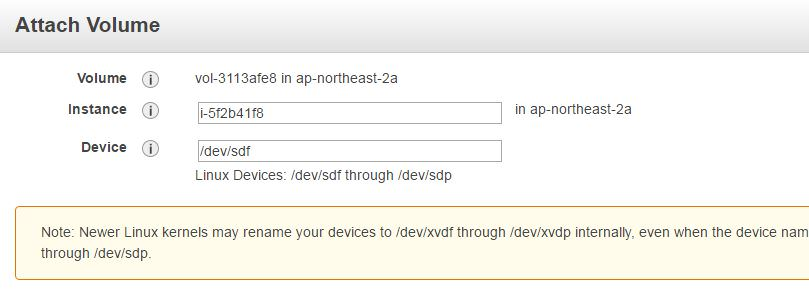 Attach Volume
Volume i vol-3113afe8 in ap-northeast-2a
Instance i i-5f2b41f8 in ap-northeast-2a
Device i /dev/sdf
Linux Devices: /dev/sdf through /dev/sdp
Note: Newer Linux kernels may rename your devices to /dev/xvdf through /dev/xvdp internally, even when the device nam
through /dev/sdp.